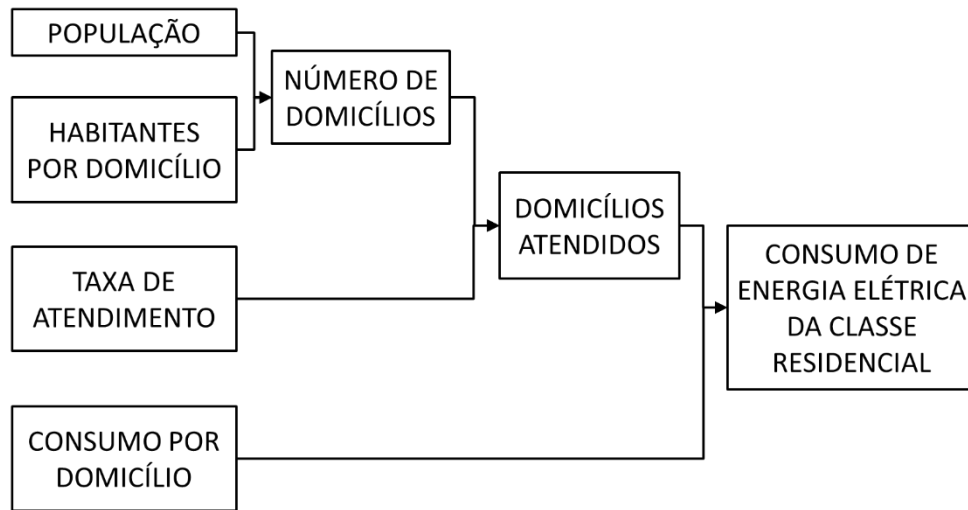 POPULAÇÃO
HABITANTES
POR DOMICÍLIO
NÚMERO DE
DOMICÍLIOS
TAXA DE
ATENDIMENTO
DOMICÍLIOS
ATENDIDOS
CONSUMO POR
DOMICÍLIO
CONSUMO DE
ENERGIA ELÉTRICA
DA CLASSE
RESIDENCIAL